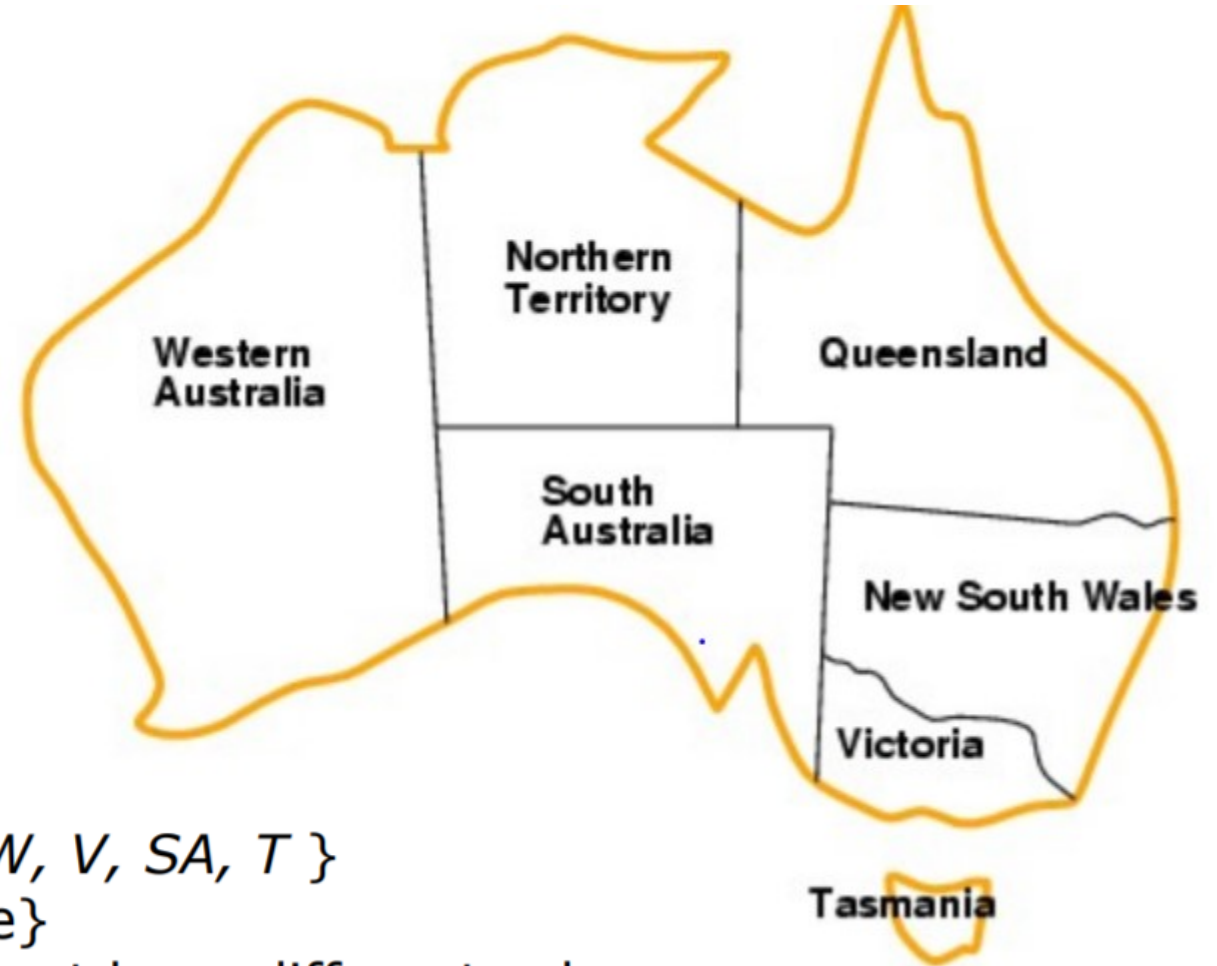 Northern
Territory
Western
Australia
Queensland
South
Australia
New South Wales
Victoria
W, V, SA, T }
e}
Tasmania